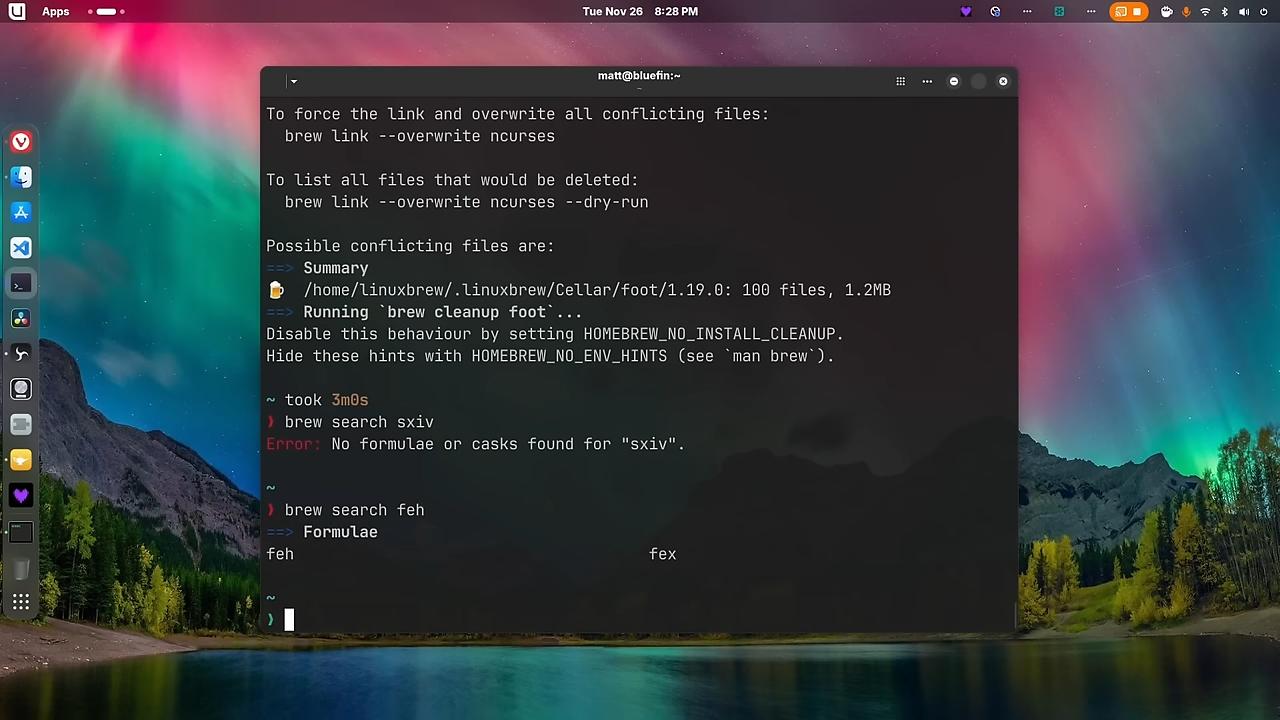 Apps
Tue Nov 26 8:28 PM
matt@bluefin:~
~
To force the link and overwrite all conflicting files:
brew link --overwrite ncurses
To list all files that would be deleted:
brew link --overwrite ncurses --dry-run
Possible conflicting files are:
==> Summary
/home/linuxbrew/.linuxbrew/Cellar/foot/1.19.0: 100 files, 1.2MB
==> Running `brew cleanup foot`...
Disable this behaviour by setting HOMEBREW_NO_INSTALL_CLEANUP.
Hide these hints with HOMEBREW_NO_ENV_HINTS (see `man brew`).
~ took 3m0s
❯ brew search sxiv
Error: No formulae or casks found for "sxiv".
~
❯ brew search feh
==> Formulae
feh fex
~
❯